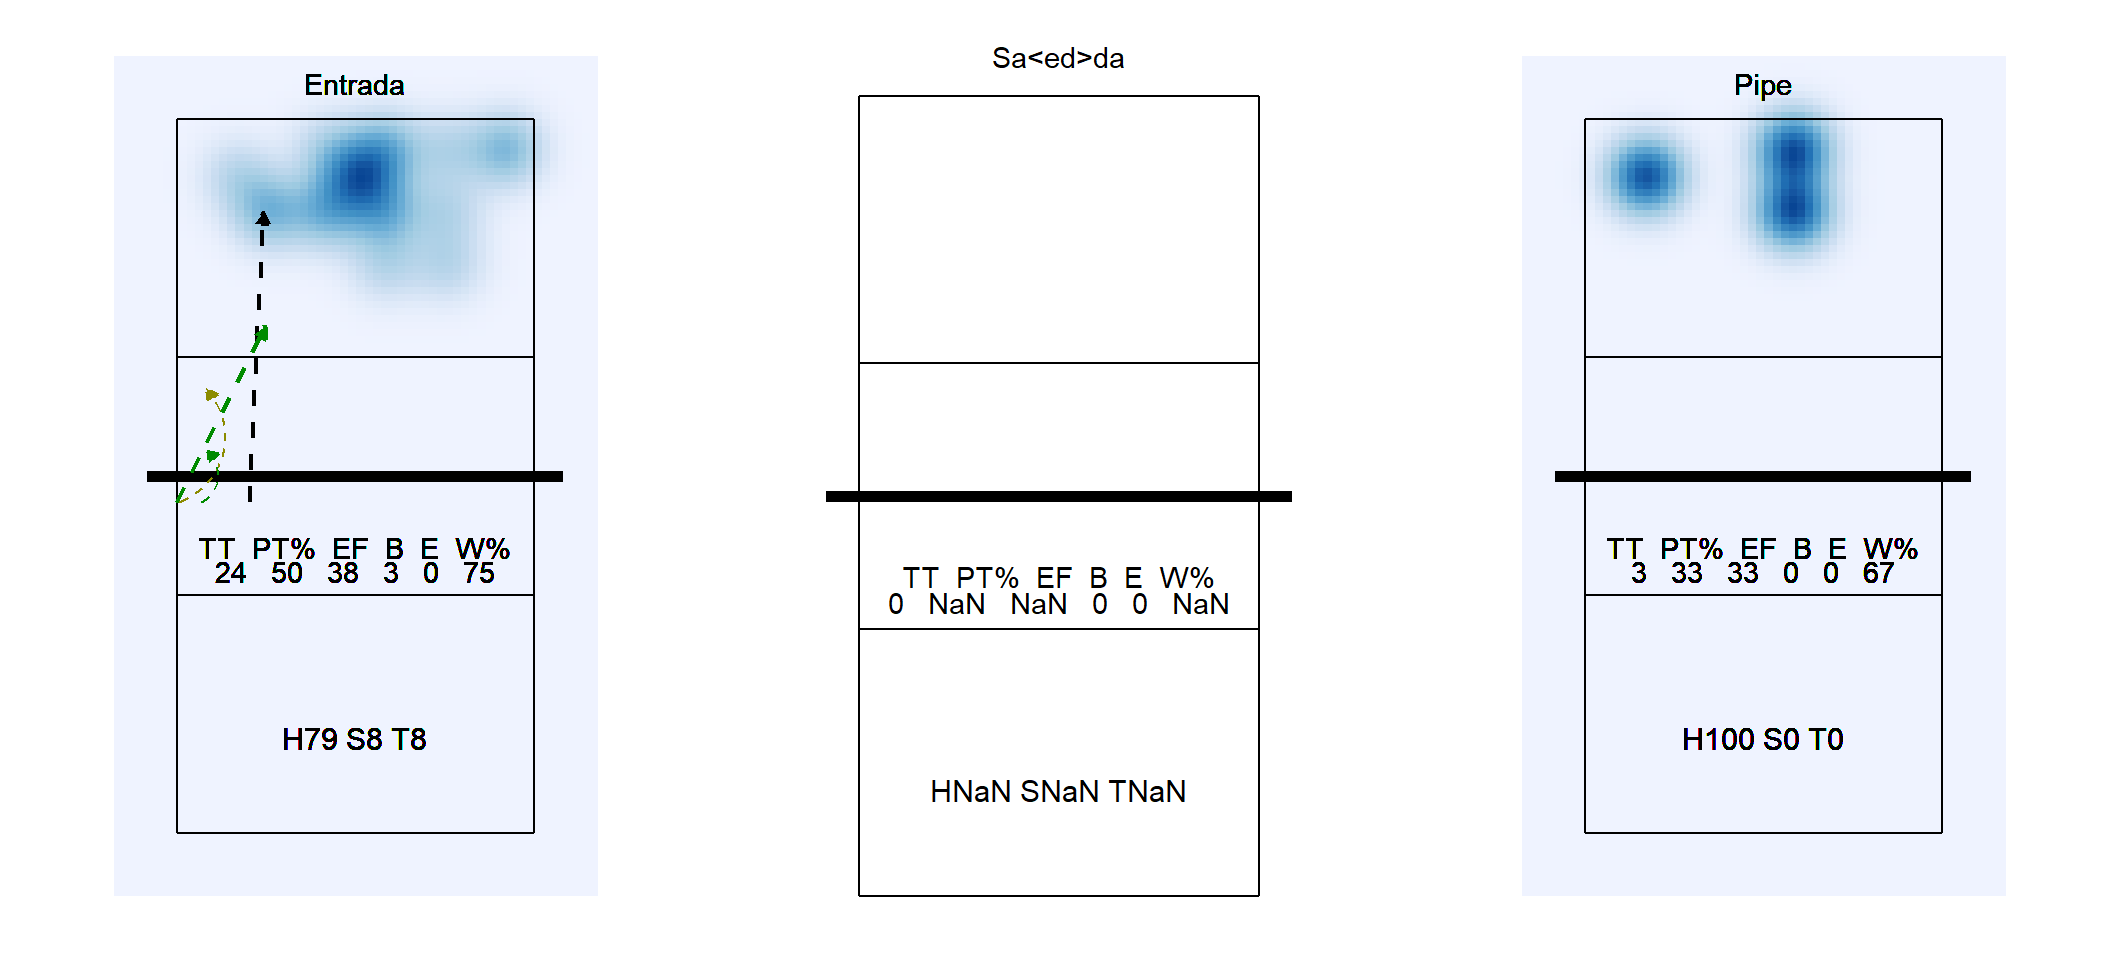 Entrada
TT PT% EF B E W%
24 50 38 3 0 75
H79 S8 T8
Sa<ed>da
TT PT% EF B E W%
0 NaN NaN 0 0 NaN
HNaN SNaN TNaN
Pipe
TT PT% EF B E W%
3 33 33 0 0 67
H100 S0 T0